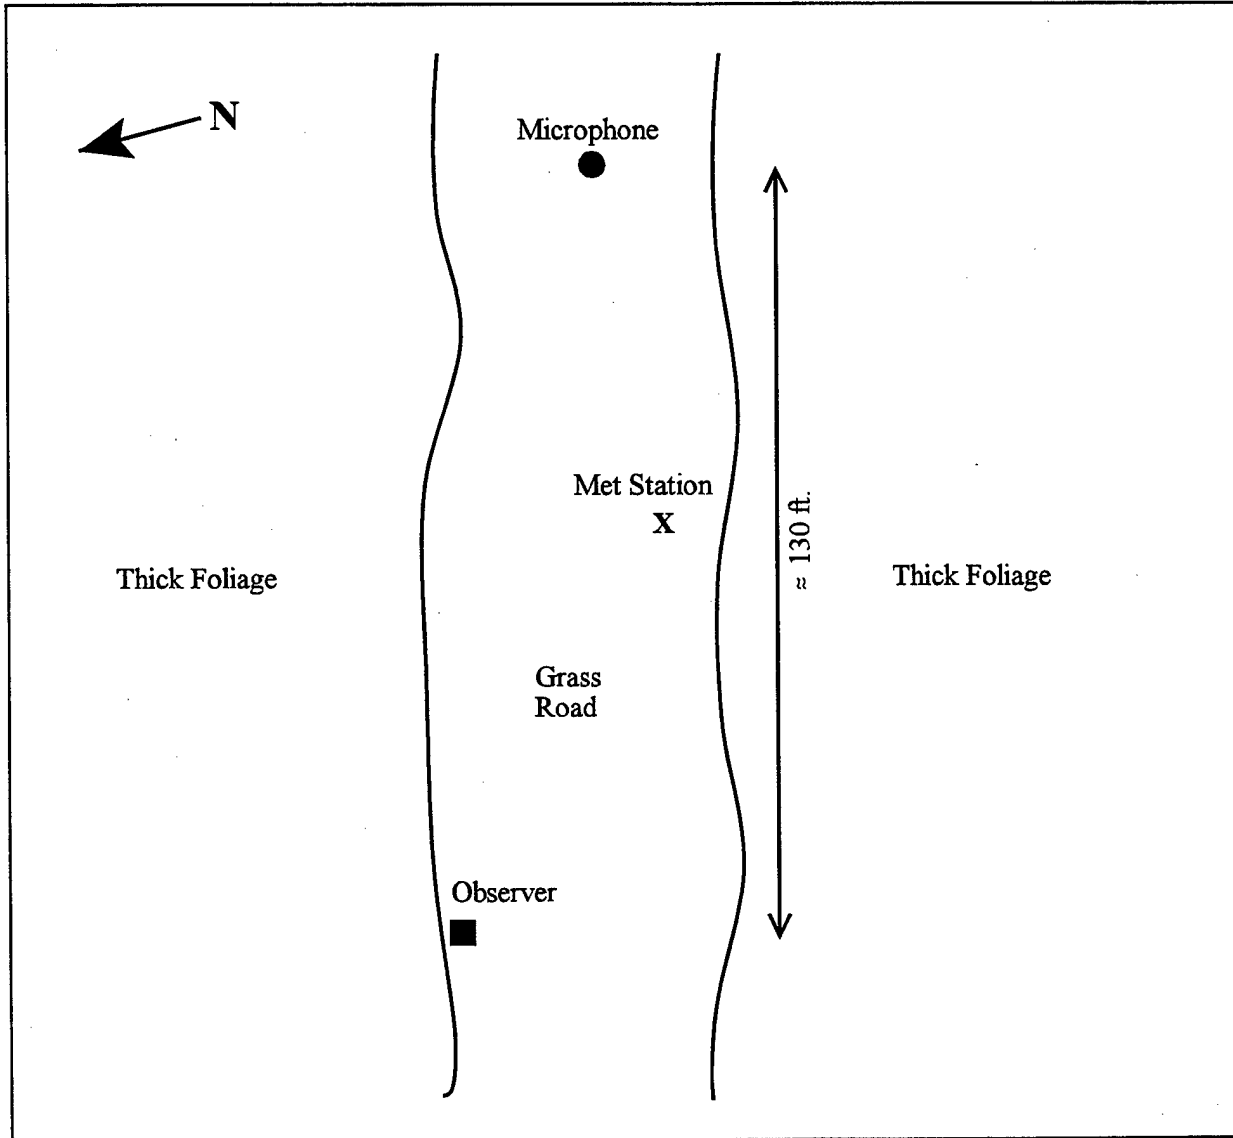 N
Microphone
Met Station
X
≈ 130 ft.
Thick Foliage
Thick Foliage
Grass
Road
Observer